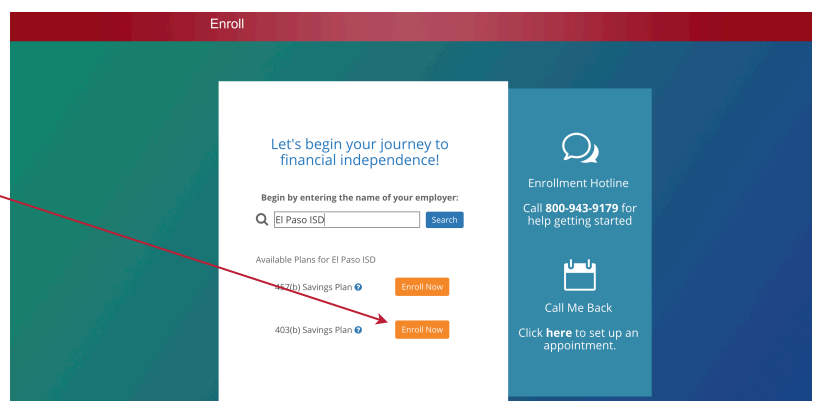 Enroll
Let's begin your journey to
financial independence!
Begin by entering the name of your employer:
El Paso ISD
Search
Available Plans for El Paso ISD
457(b) Savings Plan
Enroll Now
403(b) Savings Plan
Enroll Now
Enrollment Hotline
Call 800-943-9179 for
help getting started
Call Me Back
Click here to set up an
appointment.